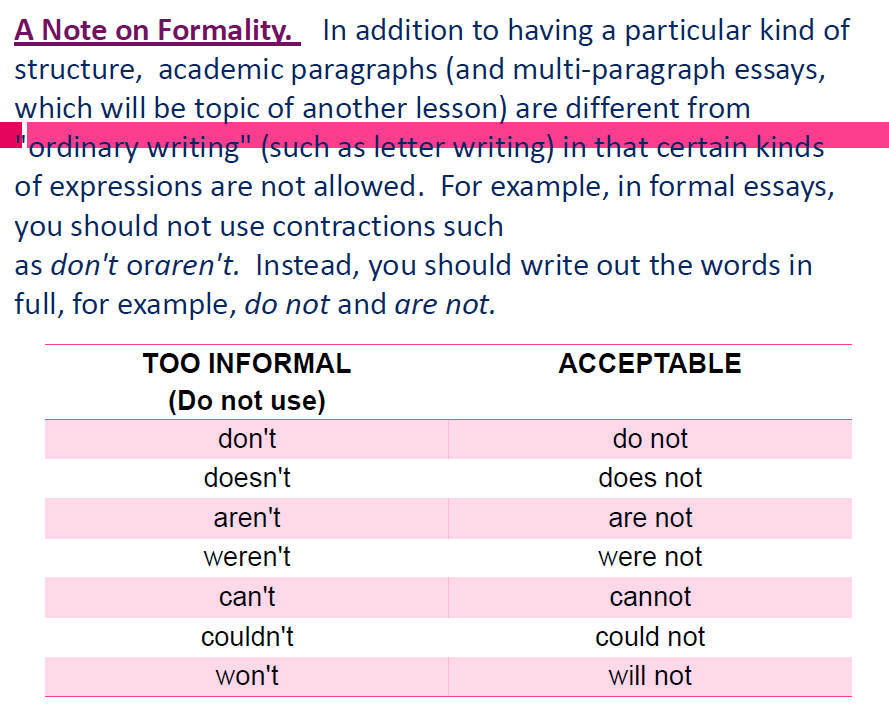 A Note on Formality.  In addition to having a particular kind of
structure,  academic paragraphs (and multi-paragraph essays,
which will be topic of another lesson) are different from
"ordinary writing" (such as letter writing) in that certain kinds
of expressions are not allowed.  For example, in formal essays,
you should not use contractions such
as don't oraren't.  Instead, you should write out the words in
full, for example, do not and are not.
TOO INFORMAL ACCEPTABLE
(Do not use)
don't do not
doesn't does not
aren't are not
weren't were not
can't cannot
couldn't could not
won't will not